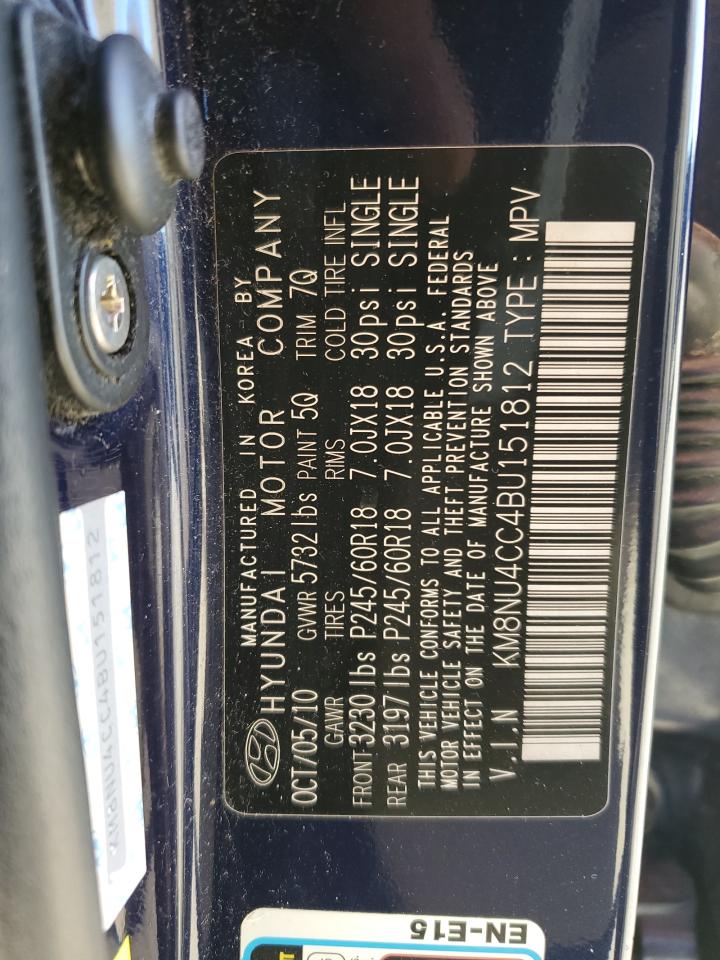 MANUFACTURED IN KOREA BY
HYUNDAI MOTOR COMPANY
OCT/05/10 GVWR 5732 lbs PAINT 5Q TRIM 7Q
GAWR TIRES RIMS COLD TIRE INFL
FRONT 3230 lbs P245/60R18 7.0JX18 30psi SINGLE
REAR 3197 lbs P245/60R18 7.0JX18 30psi SINGLE
THIS VEHICLE CONFORMS TO ALL APPLICABLE U.S.A. FEDERAL
MOTOR VEHICLE SAFETY AND THEFT PREVENTION STANDARDS
IN EFFECT ON THE DATE OF MANUFACTURE SHOWN ABOVE
V.I.N KM8NU4CC4BU151812 TYPE : MPV
KM8NU4CC4BU151812
EN-E15